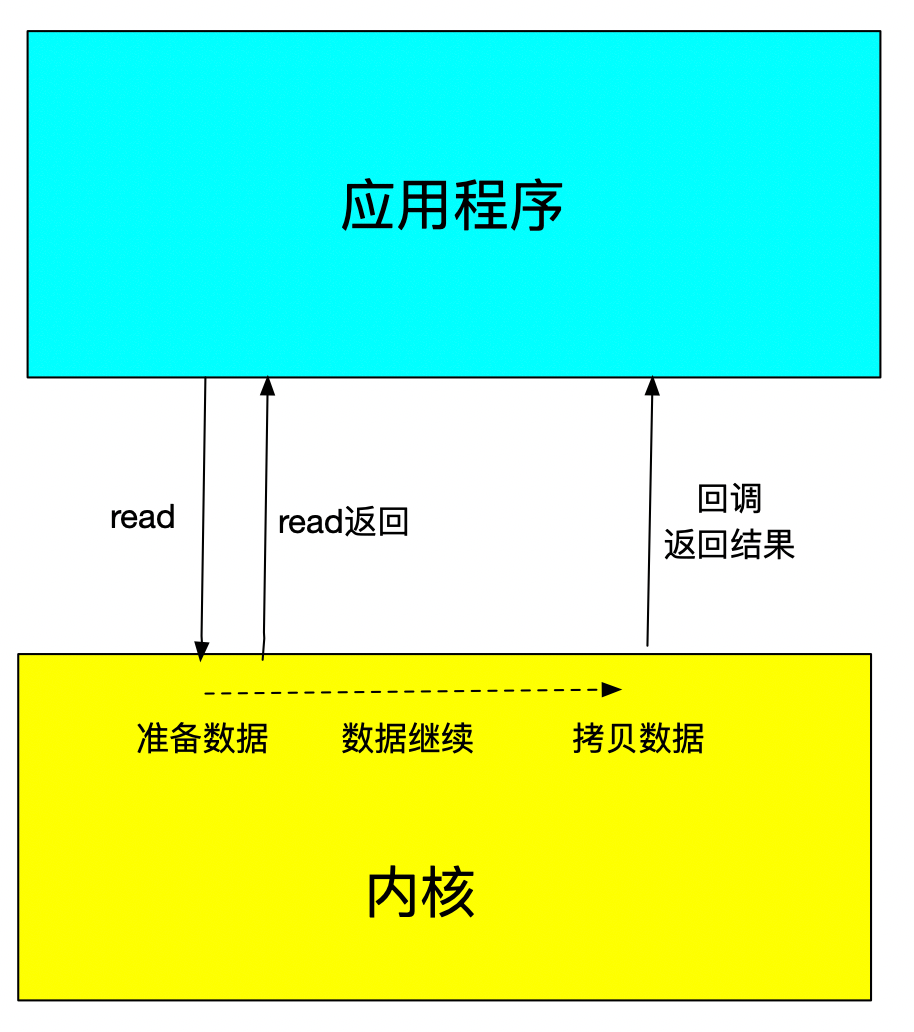 应用程序
read
read返回
回调
返回结果
准备数据
数据继续
拷贝数据
内核